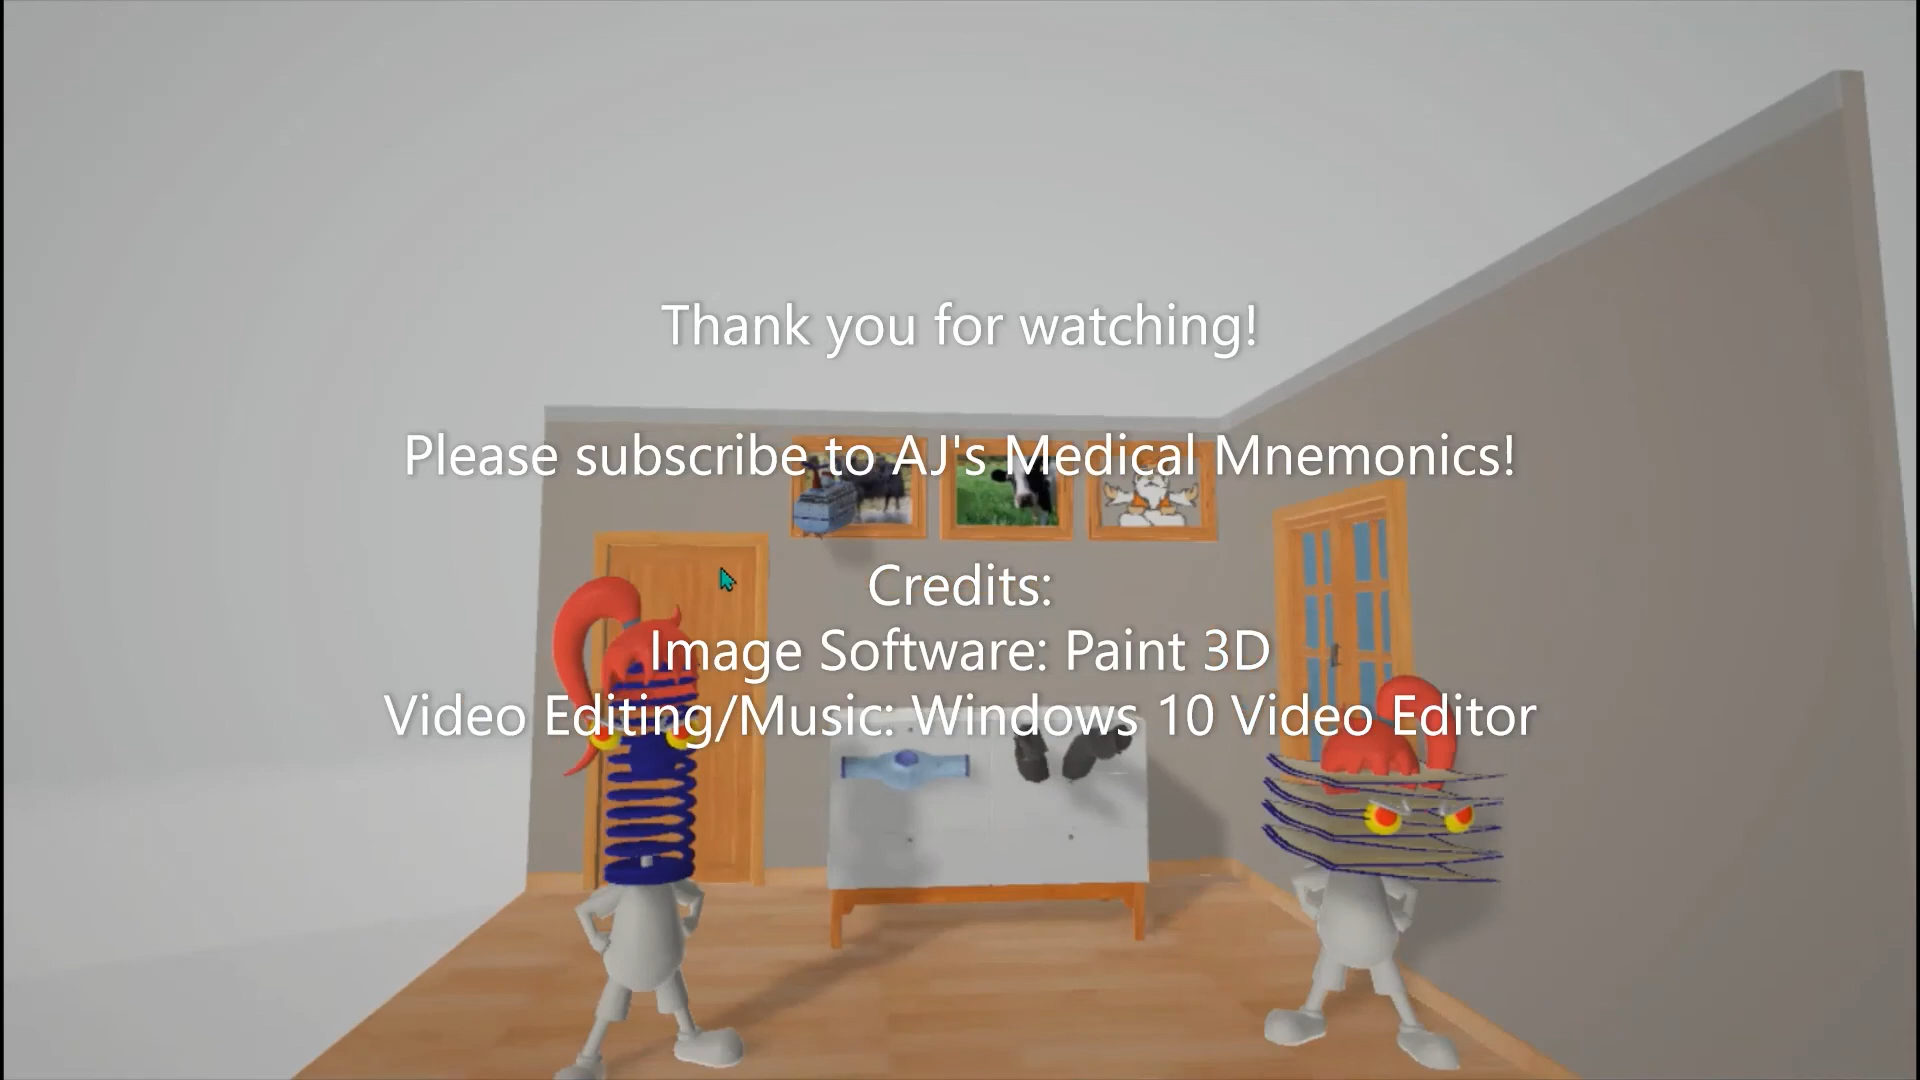 Thank you for watching!
Please subscribe to AJ's Medical Mnemonics!
Credits:
Image Software: Paint 3D
Video Editing/Music: Windows 10 Video Editor